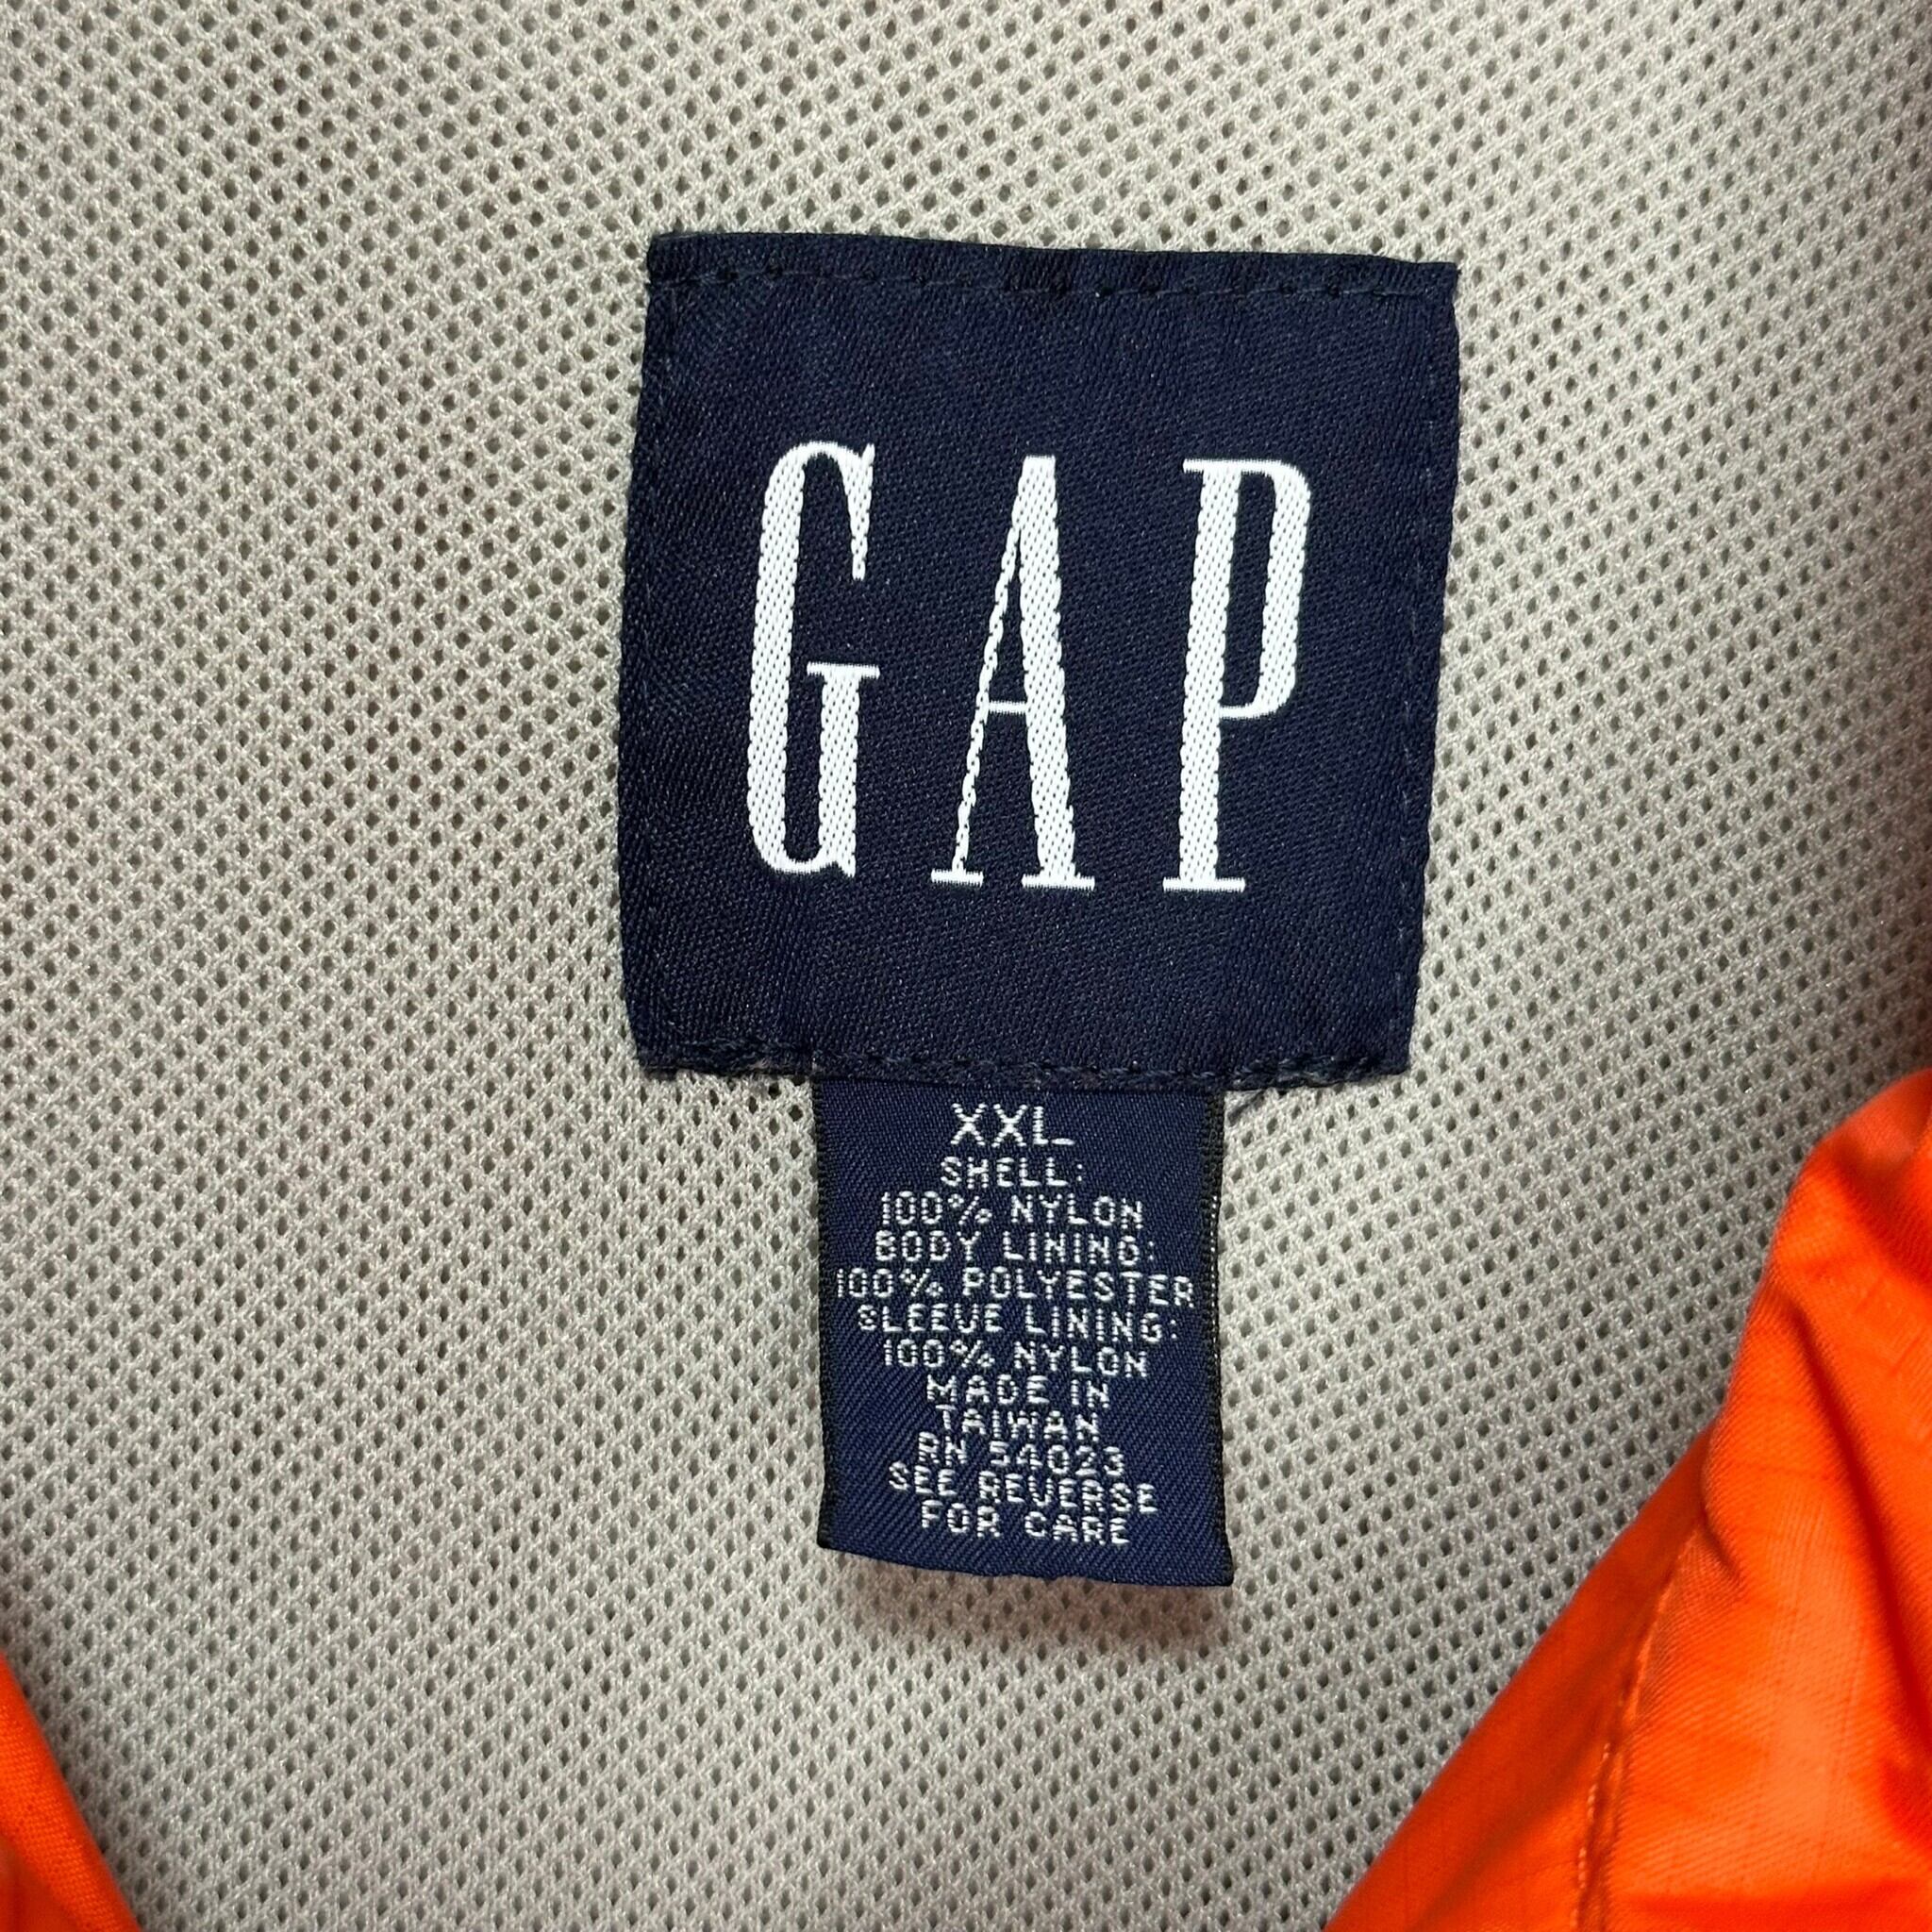 GAP
XXL
SHELL:
100% NYLON
BODY LINING:
100% POLYESTER
SLEEVE LINING:
100% NYLON
MADE IN
TAIWAN
RN 54023
SEE REVERSE
FOR CARE